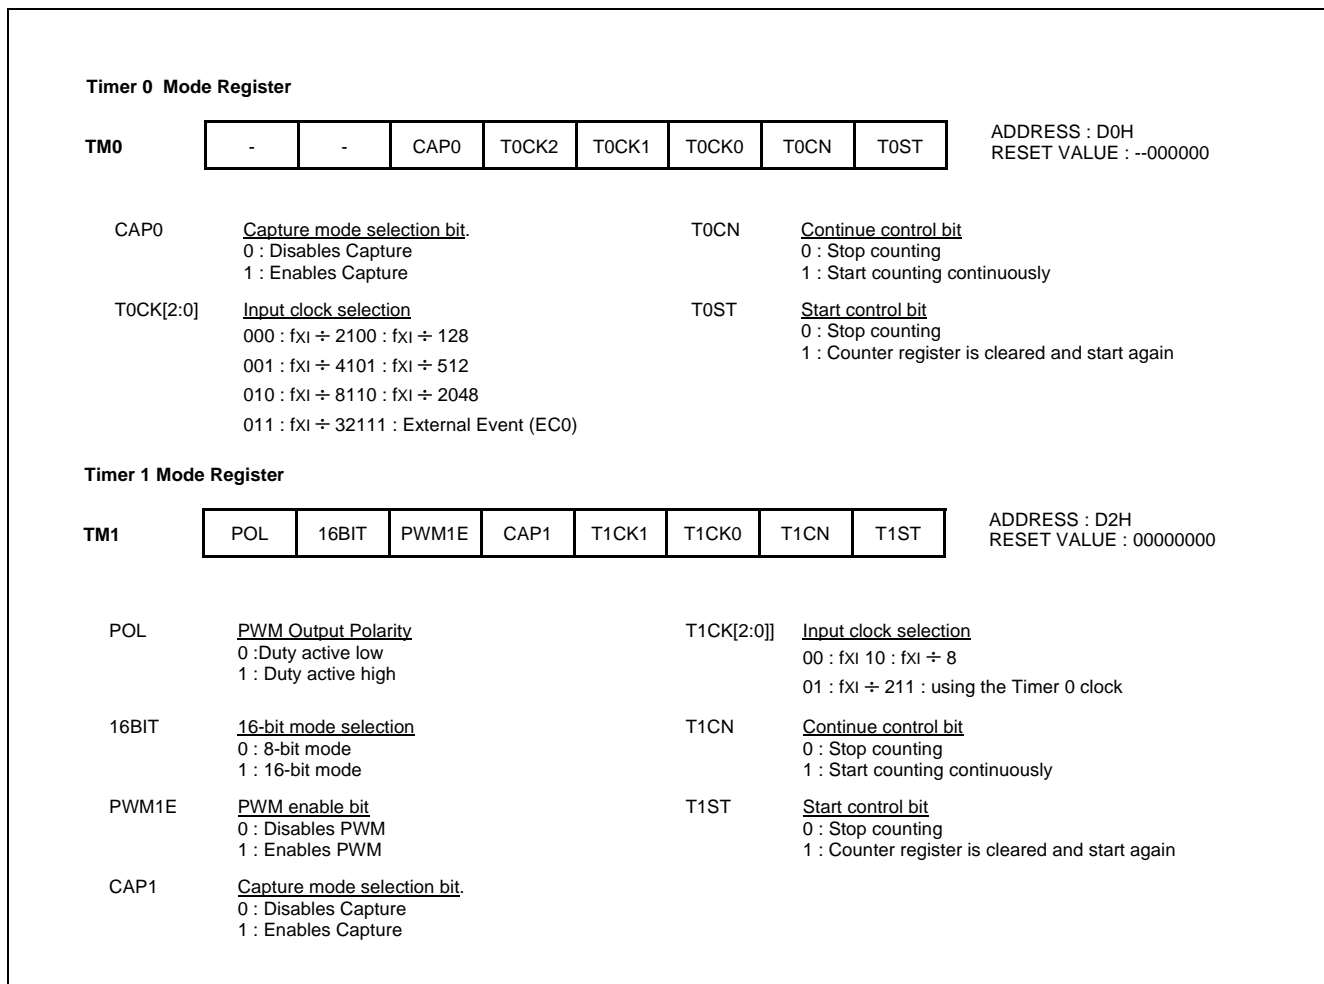 Timer 0 Mode Register
TM0 - - CAP0 T0CK2 T0CK1 T0CK0 T0CN T0ST
ADDRESS : D0H
RESET VALUE : --000000
CAP0 Capture mode selection bit.
0 : Disables Capture
1 : Enables Capture
T0CK[2:0] Input clock selection
000 : fXI ÷ 2100 : fXI ÷ 128
001 : fXI ÷ 4101 : fXI ÷ 512
010 : fXI ÷ 8110 : fXI ÷ 2048
011 : fXI ÷ 32111 : External Event (EC0)
T0CN Continue control bit
0 : Stop counting
1 : Start counting continuously
T0ST Start control bit
0 : Stop counting
1 : Counter register is cleared and start again
Timer 1 Mode Register
TM1 POL 16BIT PWM1E CAP1 T1CK1 T1CK0 T1CN T1ST
ADDRESS : D2H
RESET VALUE : 00000000
POL PWM Output Polarity
0 :Duty active low
1 : Duty active high
16BIT 16-bit mode selection
0 : 8-bit mode
1 : 16-bit mode
PWM1E PWM enable bit
0 : Disables PWM
1 : Enables PWM
CAP1 Capture mode selection bit.
0 : Disables Capture
1 : Enables Capture
T1CK[2:0]] Input clock selection
00 : fXI 10 : fXI ÷ 8
01 : fXI ÷ 211 : using the Timer 0 clock
T1CN Continue control bit
0 : Stop counting
1 : Start counting continuously
T1ST Start control bit
0 : Stop counting
1 : Counter register is cleared and start again